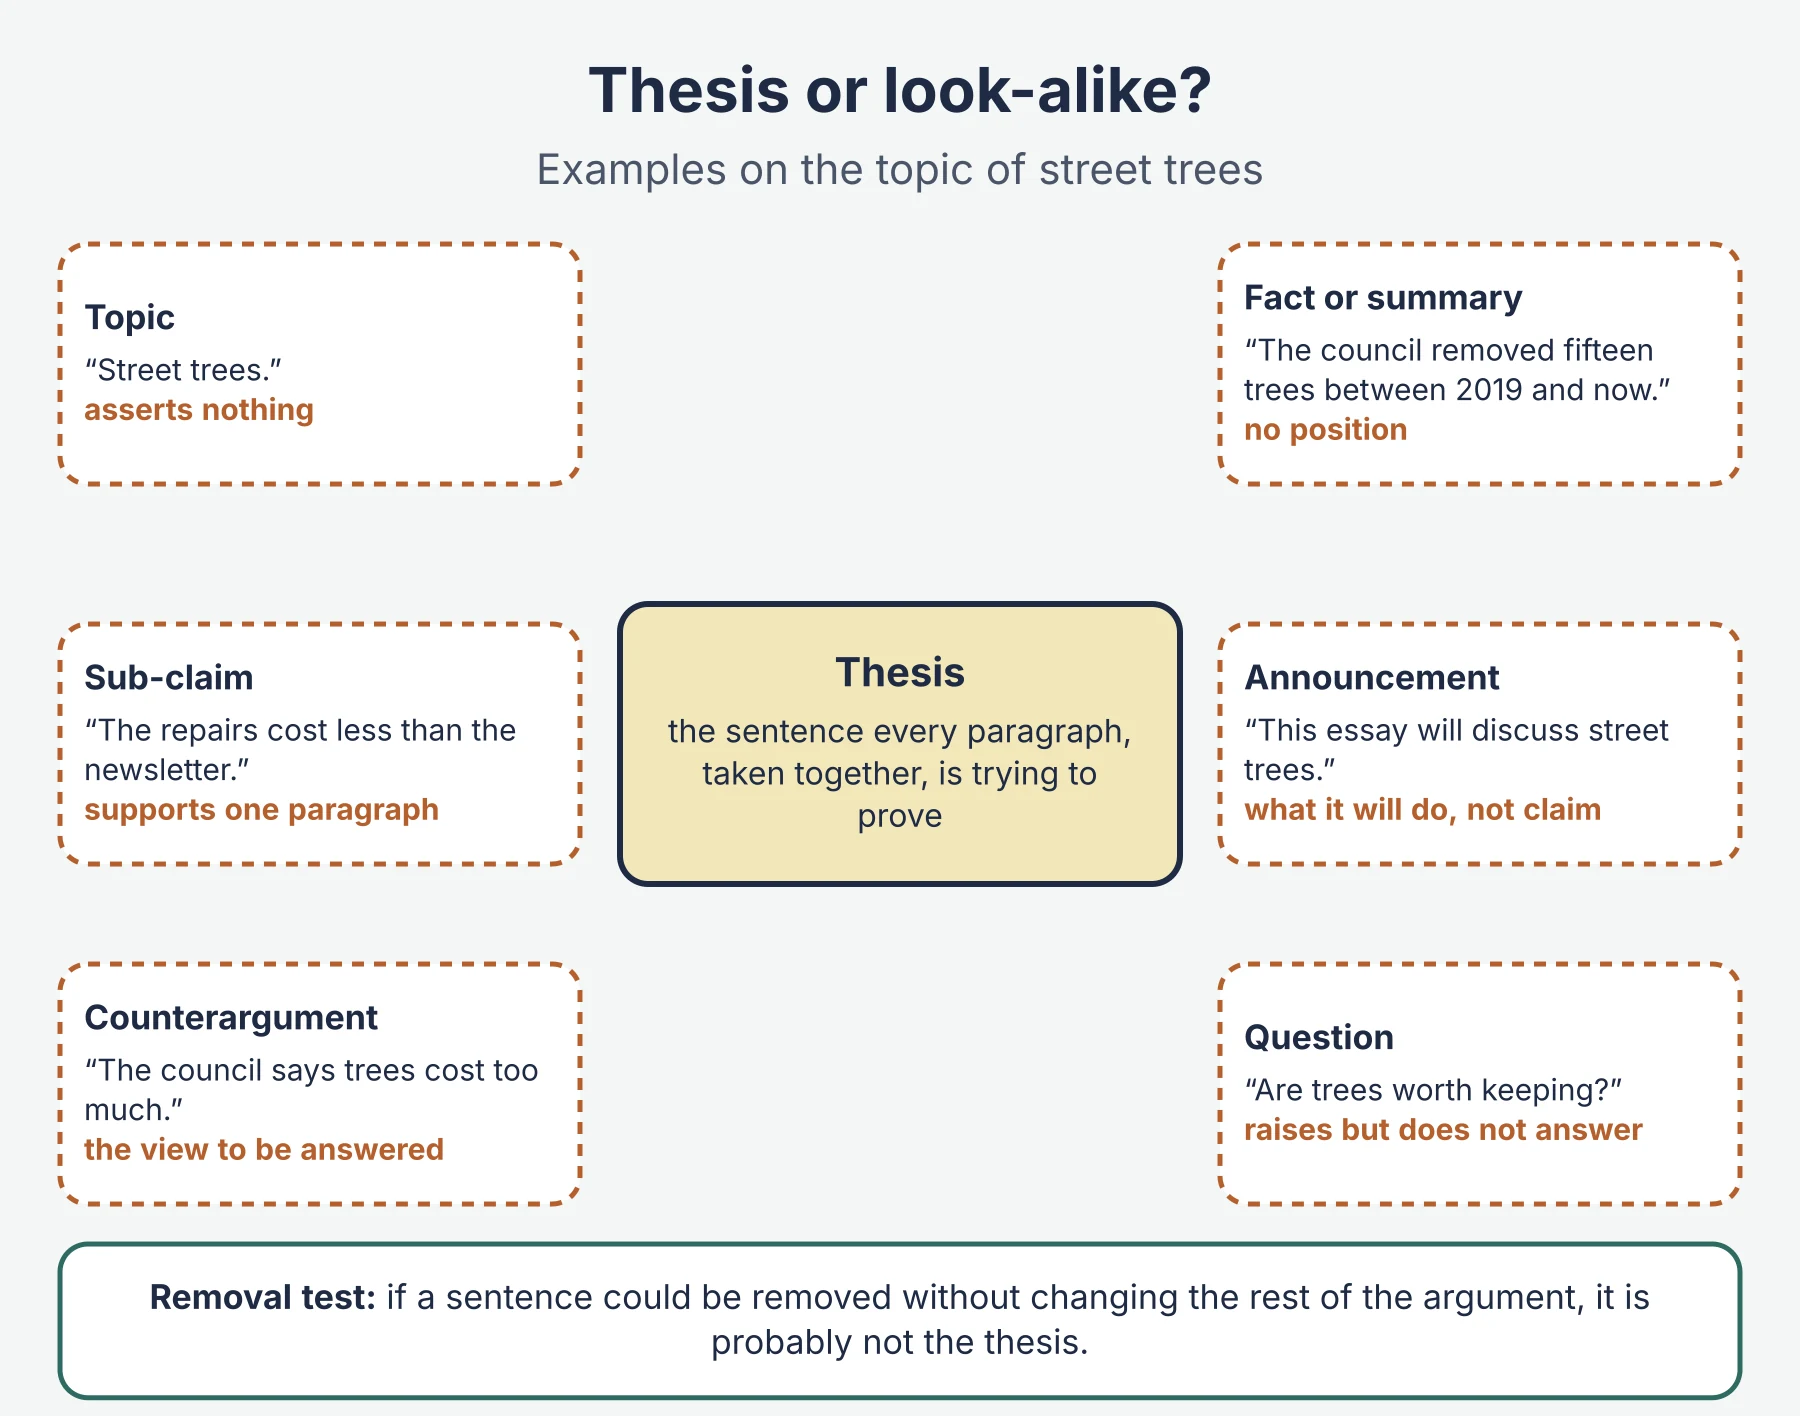 Thesis or look-alike?
Examples on the topic of street trees
Topic
“Street trees.”
asserts nothing
Fact or summary
“The council removed fifteen
trees between 2019 and now.”
no position
Sub-claim
“The repairs cost less than the
newsletter.”
supports one paragraph
Thesis
the sentence every paragraph,
taken together, is trying to
prove
Announcement
“This essay will discuss street
trees.”
what it will do, not claim
Counterargument
“The council says trees cost too
much.”
the view to be answered
Question
“Are trees worth keeping?”
raises but does not answer
Removal test: if a sentence could be removed without changing the rest of the argument, it is
probably not the thesis.